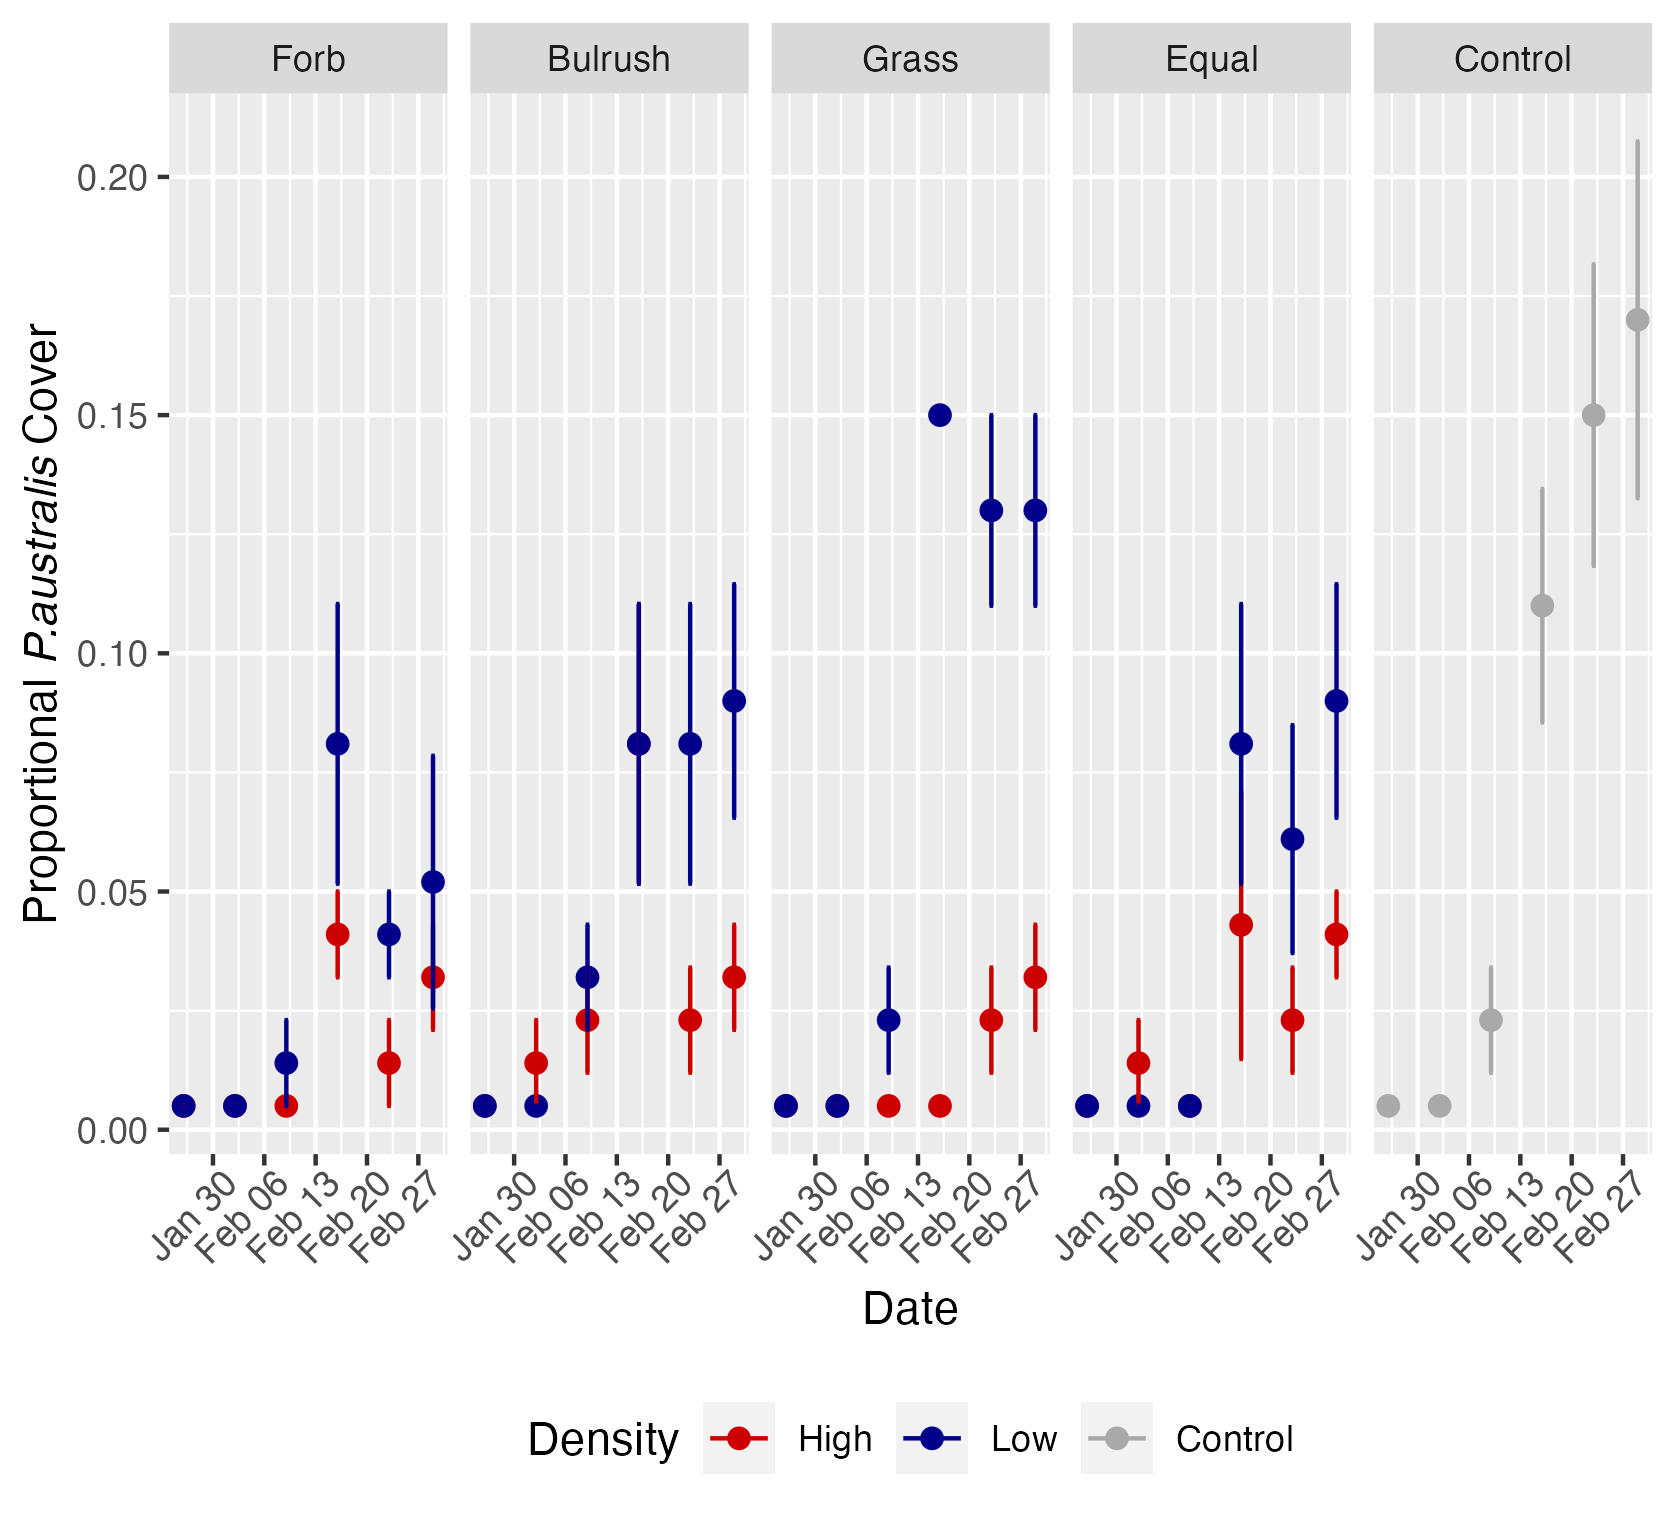 Forb Bulrush Grass Equal Control
0.20
0.15
0.10
0.05
0.00
Proportional P.australis Cover
Jan 30 Feb 06 Feb 13 Feb 20 Feb 27 Jan 30 Feb 06 Feb 13 Feb 20 Feb 27 Jan 30 Feb 06 Feb 13 Feb 20 Feb 27 Jan 30 Feb 06 Feb 13 Feb 20 Feb 27 Jan 30 Feb 06 Feb 13 Feb 20 Feb 27
Date
Density High Low Control